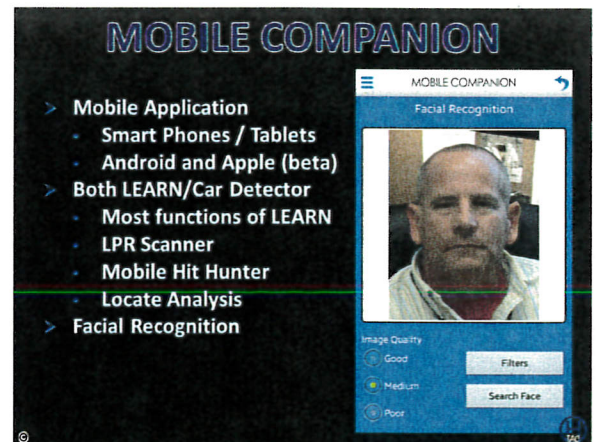 MOBILE COMPANION
Mobile Application
Smart Phones / Tablets
Android and Apple (beta)
Both LEARN/Car Detector
Most functions of LEARN
LPR Scanner
Mobile Hit Hunter
Locate Analysis
Facial Recognition
MOBILE COMPANION
Facial Recognition
Image Quality
Good
Medium
Poor
Filters
Search Face
©